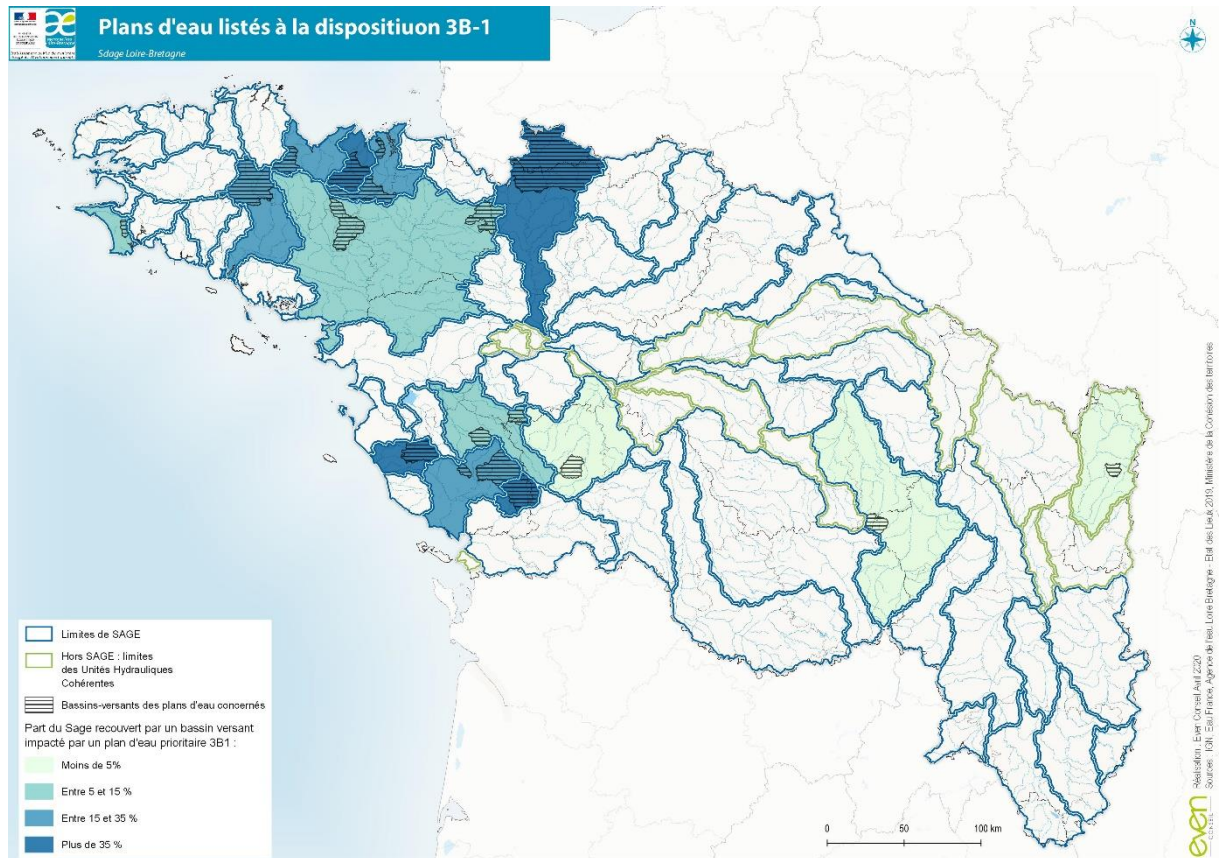 Plans d'eau listés à la dispositiuon 3B-1
Sdage Loire-Bretagne
N
Limites de SAGE
Hors SAGE : limites
des Unités Hydrauliques
Cohérentes
Bassins-versants des plans d'eau concernés
Part du Sage recouvert par un bassin versant
impacté par un plan d'eau prioritaire 3B1 :
Moins de 5%
Entre 5 et 15 %
Entre 15 et 35 %
Plus de 35 %
0 50 100 km
Réalisation : Even Conseil Avril 2020
Sources : IGN, Eau France, Agence de l'eau Loire Bretagne - Etat des Lieux 2019, Ministère de la Cohésion des territoires
even
CONSEIL